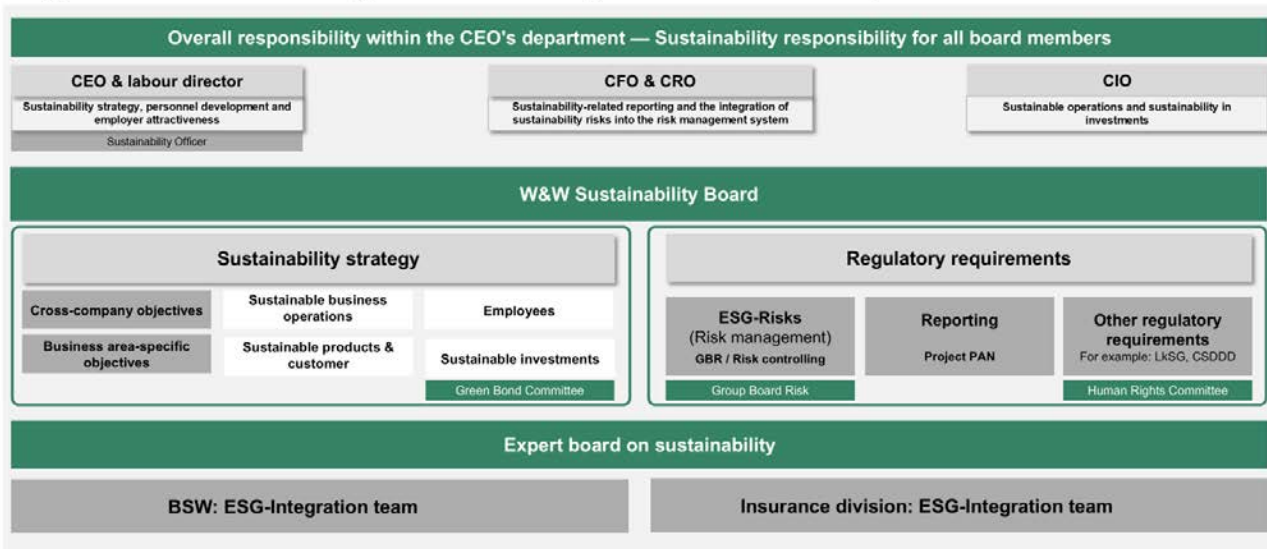 Overall responsibility within the CEO's department — Sustainability responsibility for all board members
CEO & labour director
Sustainability strategy, personnel development and
employer attractiveness
Sustainability Officer
CFO & CRO
Sustainability-related reporting and the integration of
sustainability risks into the risk management system
CIO
Sustainable operations and sustainability in
investments
W&W Sustainability Board
Sustainability strategy
Cross-company objectives
Sustainable business
operations
Employees
Business area-specific
objectives
Sustainable products &
customer
Sustainable investments
Green Bond Committee
Regulatory requirements
ESG-Risks
(Risk management)
GBR / Risk controlling
Group Board Risk
Reporting
Project PAN
Other regulatory
requirements
For example: LkSG, CSDDD
Human Rights Committee
Expert board on sustainability
BSW: ESG-Integration team
Insurance division: ESG-Integration team